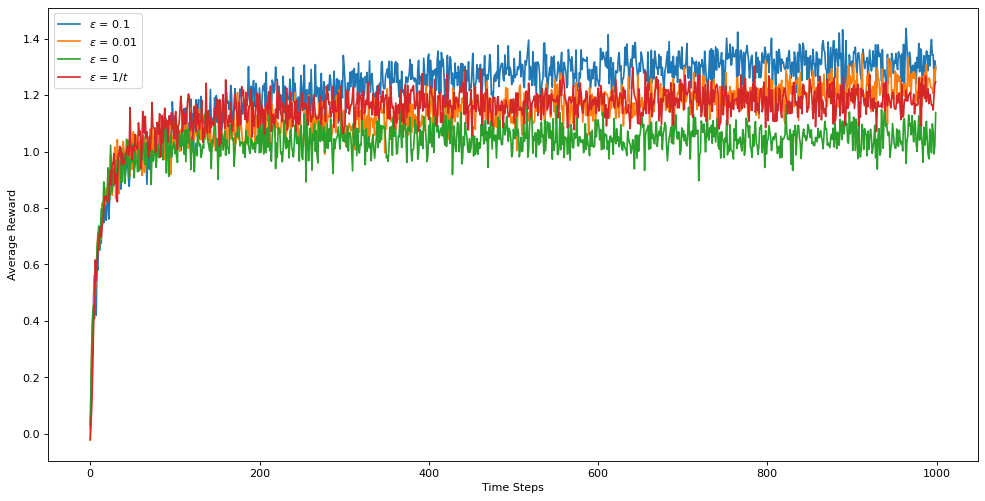 ε = 0.1
ε = 0.01
ε = 0
ε = 1/t
Average Reward
1.4
1.2
1.0
0.8
0.6
0.4
0.2
0.0
0 200 400 600 800 1000
Time Steps